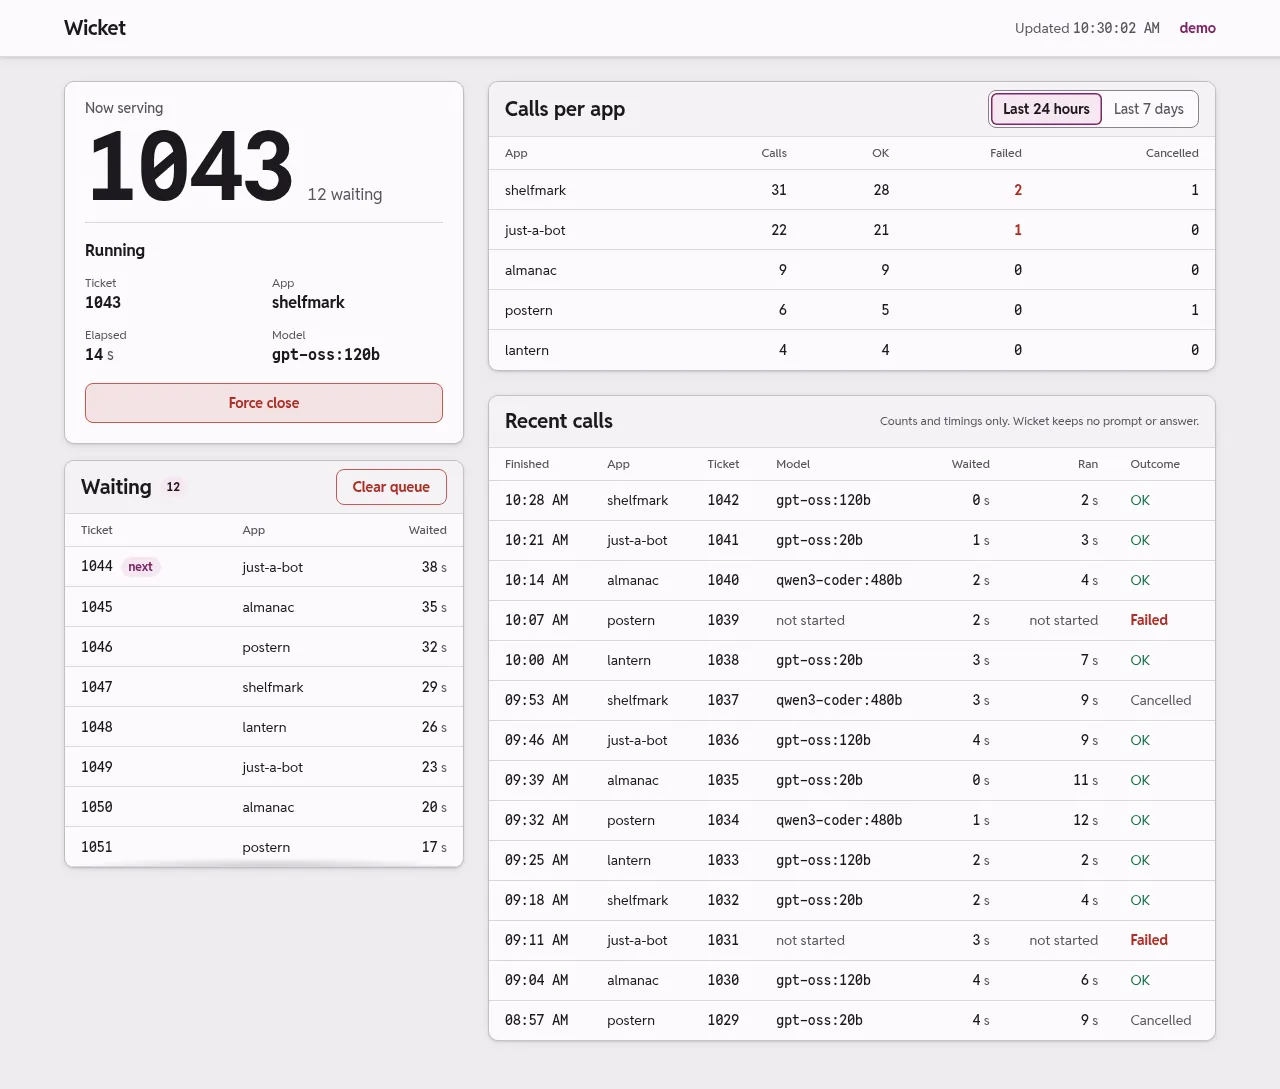 Wicket
Updated 10:30:02 AM demo
Now serving
1043 12 waiting
Running
Ticket App
1043 shelfmark
Elapsed Model
14 s gpt-oss:120b
Force close
Waiting 12 Clear queue
Ticket App Waited
1044 next just-a-bot 38 s
1045 almanac 35 s
1046 postern 32 s
1047 shelfmark 29 s
1048 lantern 26 s
1049 just-a-bot 23 s
1050 almanac 20 s
1051 postern 17 s
Calls per app Last 24 hours Last 7 days
App Calls OK Failed Cancelled
shelfmark 31 28 2 1
just-a-bot 22 21 1 0
almanac 9 9 0 0
postern 6 5 0 1
lantern 4 4 0 0
Recent calls Counts and timings only. Wicket keeps no prompt or answer.
Finished App Ticket Model Waited Ran Outcome
10:28 AM shelfmark 1042 gpt-oss:120b 0 s 2 s OK
10:21 AM just-a-bot 1041 gpt-oss:20b 1 s 3 s OK
10:14 AM almanac 1040 qwen3-coder:480b 2 s 4 s OK
10:07 AM postern 1039 not started 2 s not started Failed
10:00 AM lantern 1038 gpt-oss:20b 3 s 7 s OK
09:53 AM shelfmark 1037 qwen3-coder:480b 3 s 9 s Cancelled
09:46 AM just-a-bot 1036 gpt-oss:120b 4 s 9 s OK
09:39 AM almanac 1035 gpt-oss:20b 0 s 11 s OK
09:32 AM postern 1034 qwen3-coder:480b 1 s 12 s OK
09:25 AM lantern 1033 gpt-oss:120b 2 s 2 s OK
09:18 AM shelfmark 1032 gpt-oss:20b 2 s 4 s OK
09:11 AM just-a-bot 1031 not started 3 s not started Failed
09:04 AM almanac 1030 gpt-oss:120b 4 s 6 s OK
08:57 AM postern 1029 gpt-oss:20b 4 s 9 s Cancelled